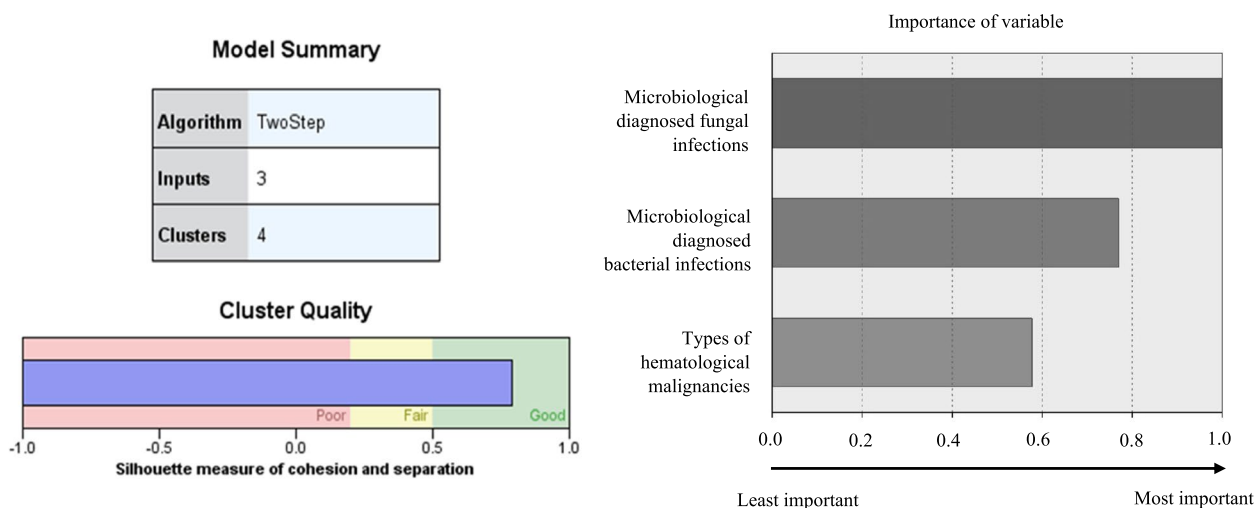 Model Summary
Algorithm TwoStep
Inputs 3
Clusters 4
Cluster Quality
Poor Fair Good
-1.0 -0.5 0.0 0.5 1.0
Silhouette measure of cohesion and separation
Importance of variable
Microbiological
diagnosed fungal
infections
Microbiological
diagnosed
bacterial infections
Types of
hematological
malignancies
0.0 0.2 0.4 0.6 0.8 1.0
Least important Most important